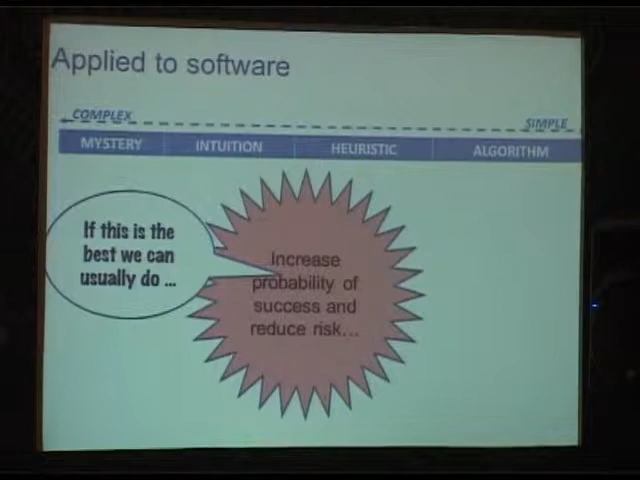 Applied to software
COMPLEX
SIMPLE
MYSTERY INTUITION HEURISTIC ALGORITHM
If this is the
best we can
usually do ...
Increase
probability of
success and
reduce risk...